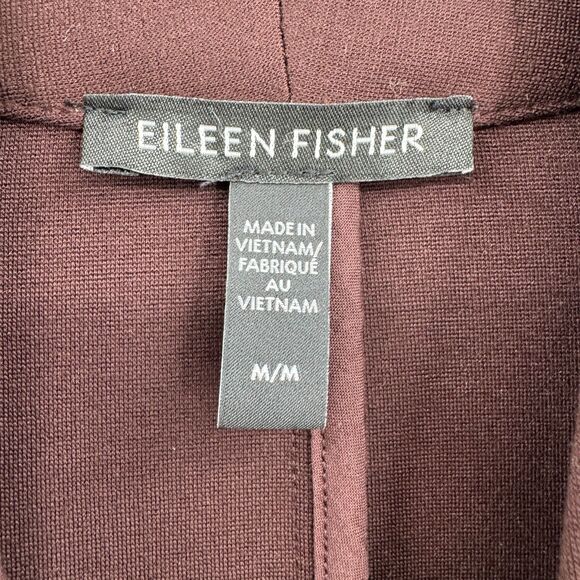 EILEEN FISHER
MADE IN
VIETNAM/
FABRIQUÉ
AU
VIETNAM
M/M